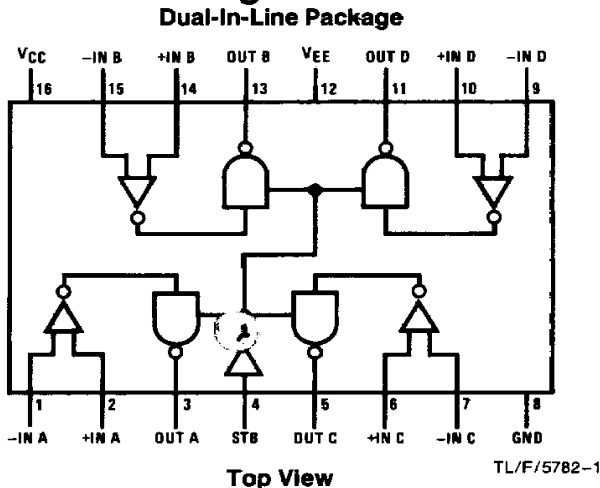 Dual-In-Line Package
VCC -IN B +IN B OUT B VEE OUT D +IN D -IN D
16 15 14 13 12 11 10 9
1 2 3 4 5 6 7 8
-IN A +IN A OUT A STB OUT C +IN C -IN C GND
TL/F/5782-1
Top View